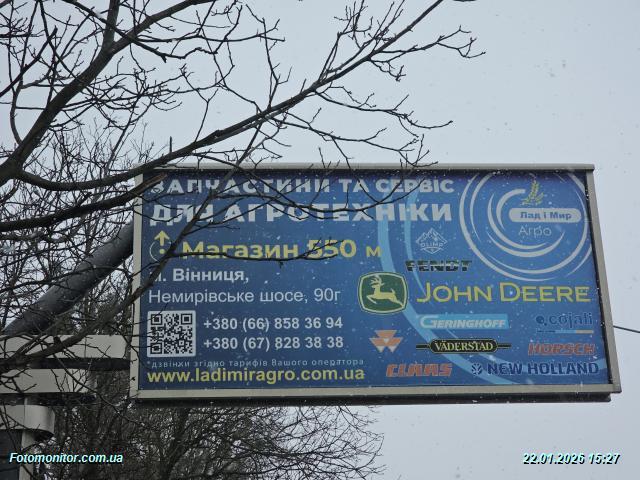 ЗАПЧАСТИНИ ТА СЕРВІС
ДЛЯ АГРОТЕХНІКИ
Магазин 550 м
м. Вінниця,
Немирівське шосе, 90г
+380 (66) 858 36 94
+380 (67) 828 38 38
*дзвінки згідно тарифів Вашого оператора
www.ladimiragro.com.ua
Лад і Мир
Агро
OLIMP
FENDT
JOHN DEERE
GERINGHOFF
cojali
VÄDERSTAD
HORSCH
CLAAS
NEW HOLLAND
Fotomonitor.com.ua
22.01.2026 15:27